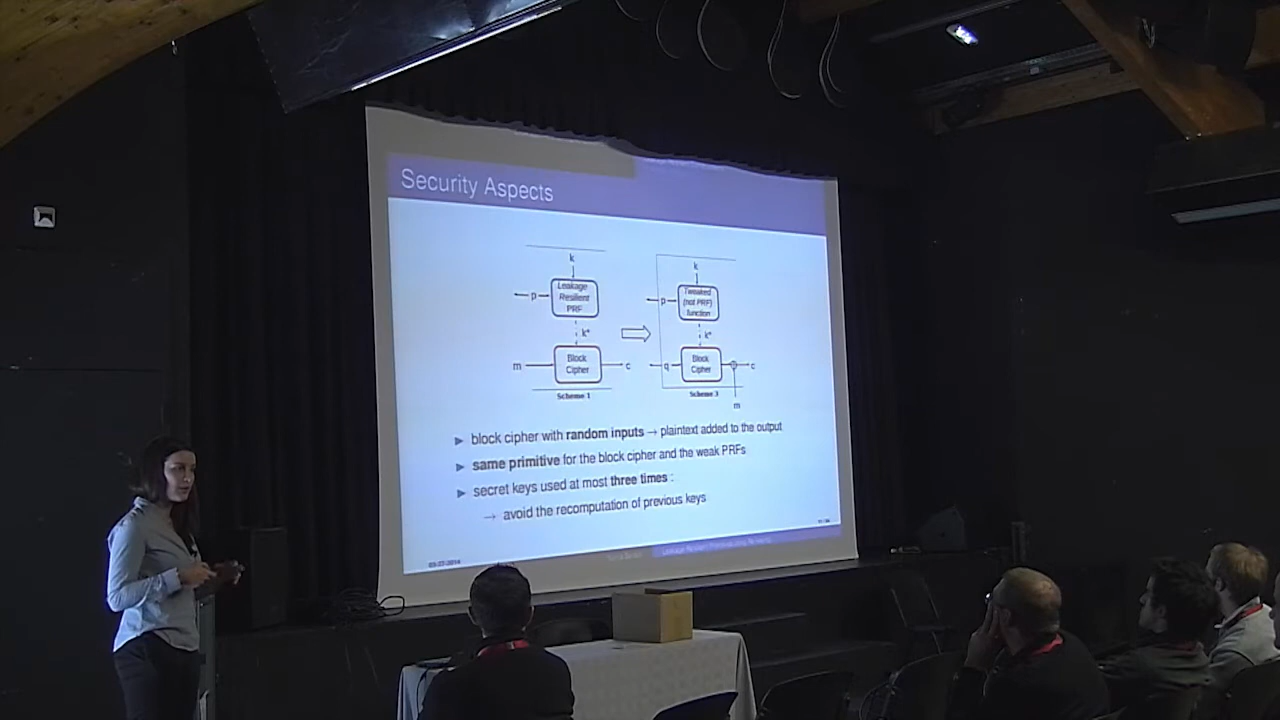 Security Aspects
k
Leakage
Resilient
PRF
p
k*
m
Block
Cipher
c
Scheme 1
k
Tweaked
(not PRF)
function
p
k*
q
Block
Cipher
c
Scheme 3
m
► block cipher with random inputs → plaintext added to the output
► same primitive for the block cipher and the weak PRFs
► secret keys used at most three times :
→ avoid the recomputation of previous keys